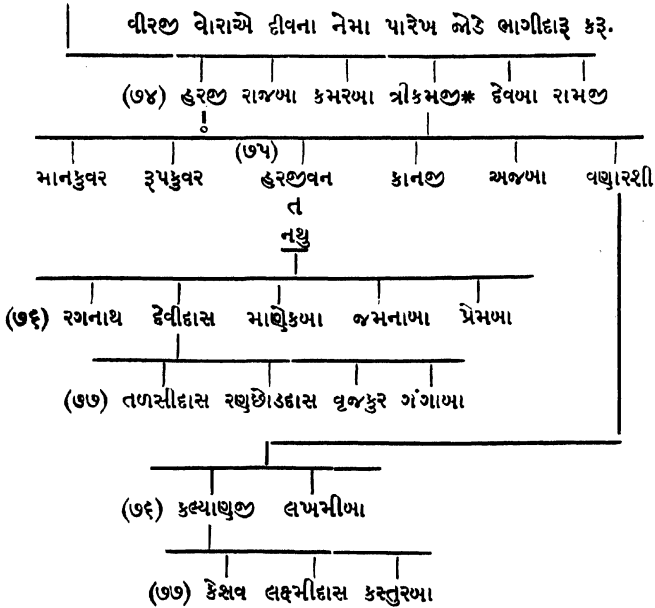 વીરજી વોરાએ દીવના નેમા પારેખ જોડે ભાગીદારૂ કરૂ.
(૭૪) હરજી રાજબા કમરબા ત્રીકમજી* દેવબા રામજી
(૭૫)
માનકુવર રૂપકુવર હરજીવન કાનજી અજબા વણારશી
ત
નથુ
(૭૬) રગનાથ દેવીદાસ માણેકબા જમનાબા પ્રેમબા
(૭૭) તળસીદાસ રણછોડદાસ વૃજકુર ગંગાબા
(૭૬) કલ્યાણજી લખમીબા
(૭૭) કેસવ લક્ષ્મીદાસ કસ્તુરબા